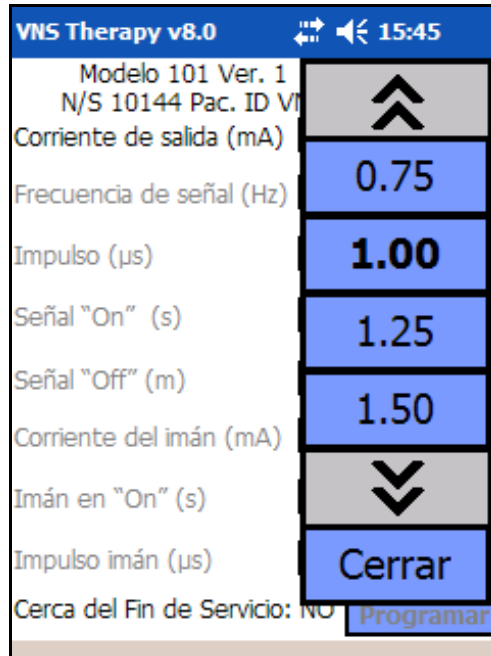 VNS Therapy v8.0 15:45
Modelo 101 Ver. 1
N/S 10144 Pac. ID
Corriente de salida (mA)
0.75
Frecuencia de señal (Hz)
Impulso (µs)
1.00
Señal “On” (s)
1.25
Señal “Off” (m)
1.50
Corriente del imán (mA)
Imán en “On” (s)
Impulso imán (µs)
Cerrar
Cerca del Fin de Servicio: NO
Programar